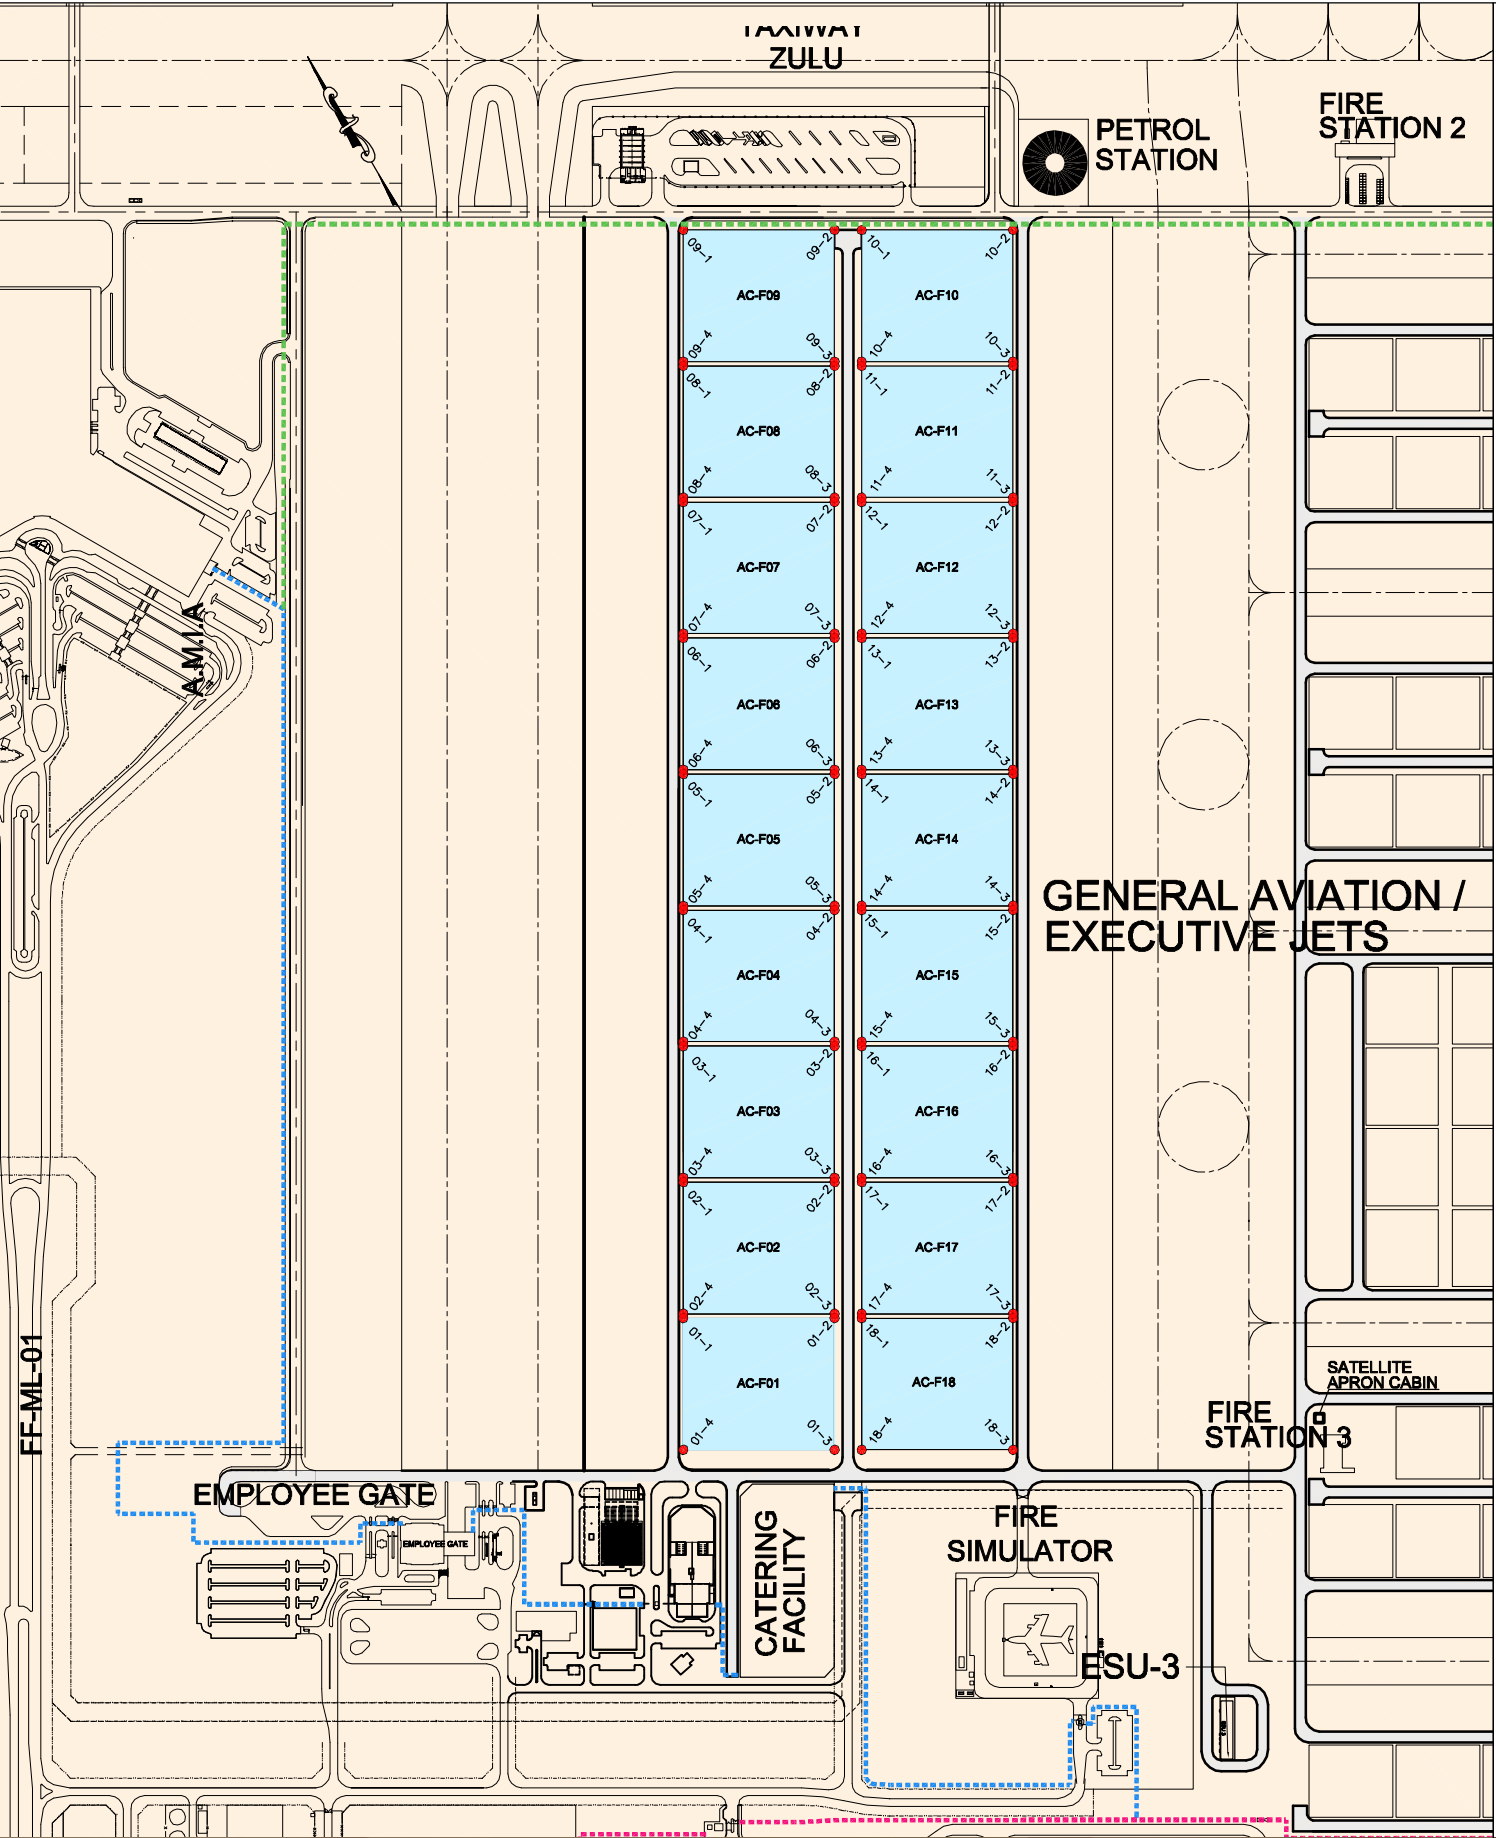 TAXIWAY
ZULU
PETROL
STATION
FIRE
STATION 2
09-1
09-2
10-1
10-2
AC-F09
AC-F10
09-4
09-3
10-4
10-3
08-1
08-2
11-1
11-2
AC-F08
AC-F11
08-4
08-3
11-4
11-3
07-1
07-2
12-1
12-2
AC-F07
AC-F12
07-4
07-3
12-4
12-3
A.M.I.A
06-1
06-2
13-1
13-2
AC-F06
AC-F13
06-4
06-3
13-4
13-3
05-1
05-2
14-1
14-2
AC-F05
AC-F14
05-4
05-3
14-4
14-3
GENERAL AVIATION /
EXECUTIVE JETS
04-1
04-2
15-1
15-2
AC-F04
AC-F15
04-4
04-3
15-4
15-3
03-1
03-2
16-1
16-2
AC-F03
AC-F16
03-4
03-3
16-4
16-3
02-1
02-2
17-1
17-2
AC-F02
AC-F17
02-4
02-3
17-4
17-3
01-1
01-2
18-1
18-2
AC-F01
AC-F18
01-4
01-3
18-4
18-3
FF-ML-01
SATELLITE
APRON CABIN
FIRE
STATION 3
EMPLOYEE GATE
EMPLOYEE GATE
CATERING
FACILITY
FIRE
SIMULATOR
ESU-3